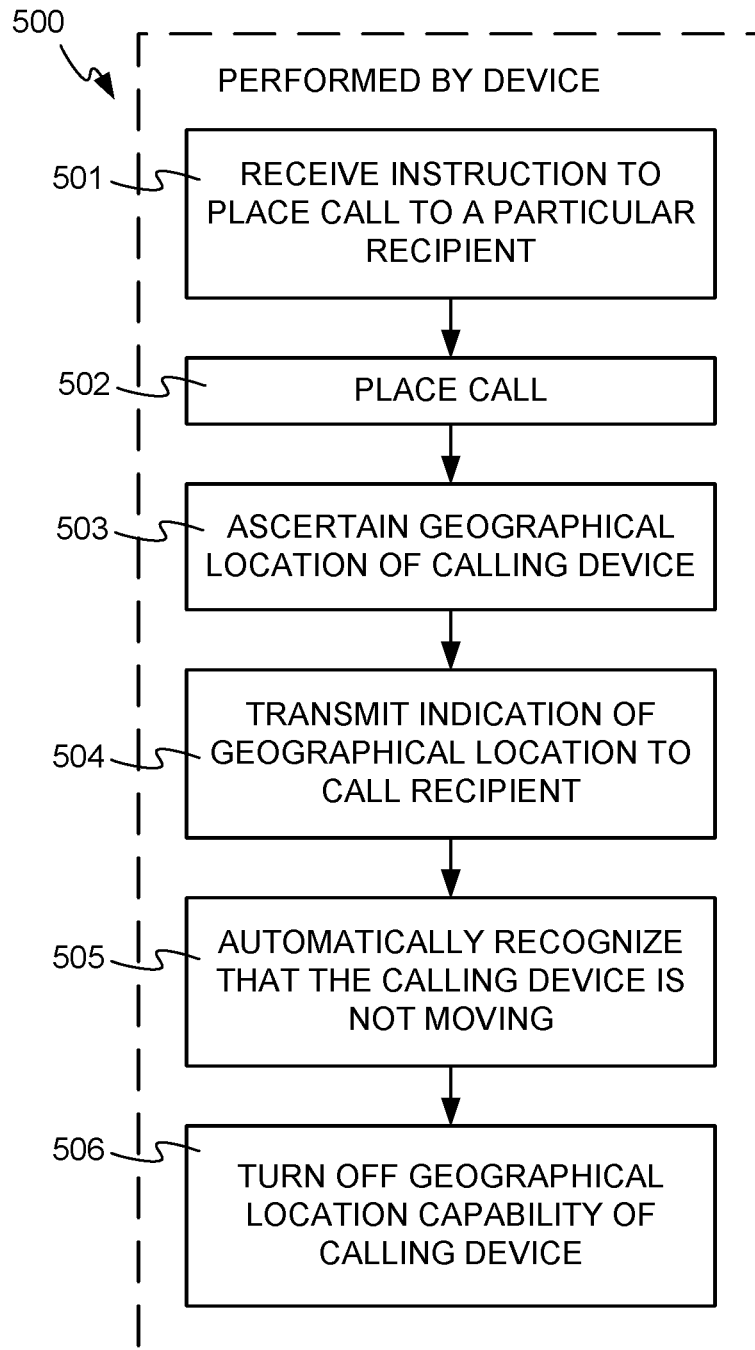 500
PERFORMED BY DEVICE
501
RECEIVE INSTRUCTION TO
PLACE CALL TO A PARTICULAR
RECIPIENT
502
PLACE CALL
503
ASCERTAIN GEOGRAPHICAL
LOCATION OF CALLING DEVICE
504
TRANSMIT INDICATION OF
GEOGRAPHICAL LOCATION TO
CALL RECIPIENT
505
AUTOMATICALLY RECOGNIZE
THAT THE CALLING DEVICE IS
NOT MOVING
506
TURN OFF GEOGRAPHICAL
LOCATION CAPABILITY OF
CALLING DEVICE